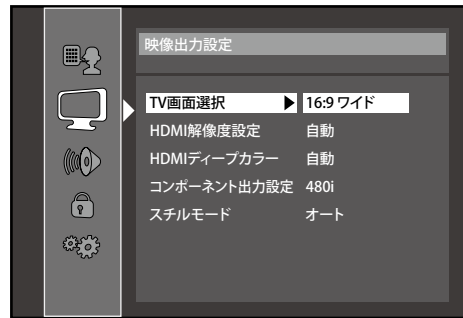 映像出力設定
TV画面選択 ▶ 16:9 ワイド
HDMI解像度設定 自動
HDMIディープカラー 自動
コンポーネント出力設定 480i
スチルモード オート